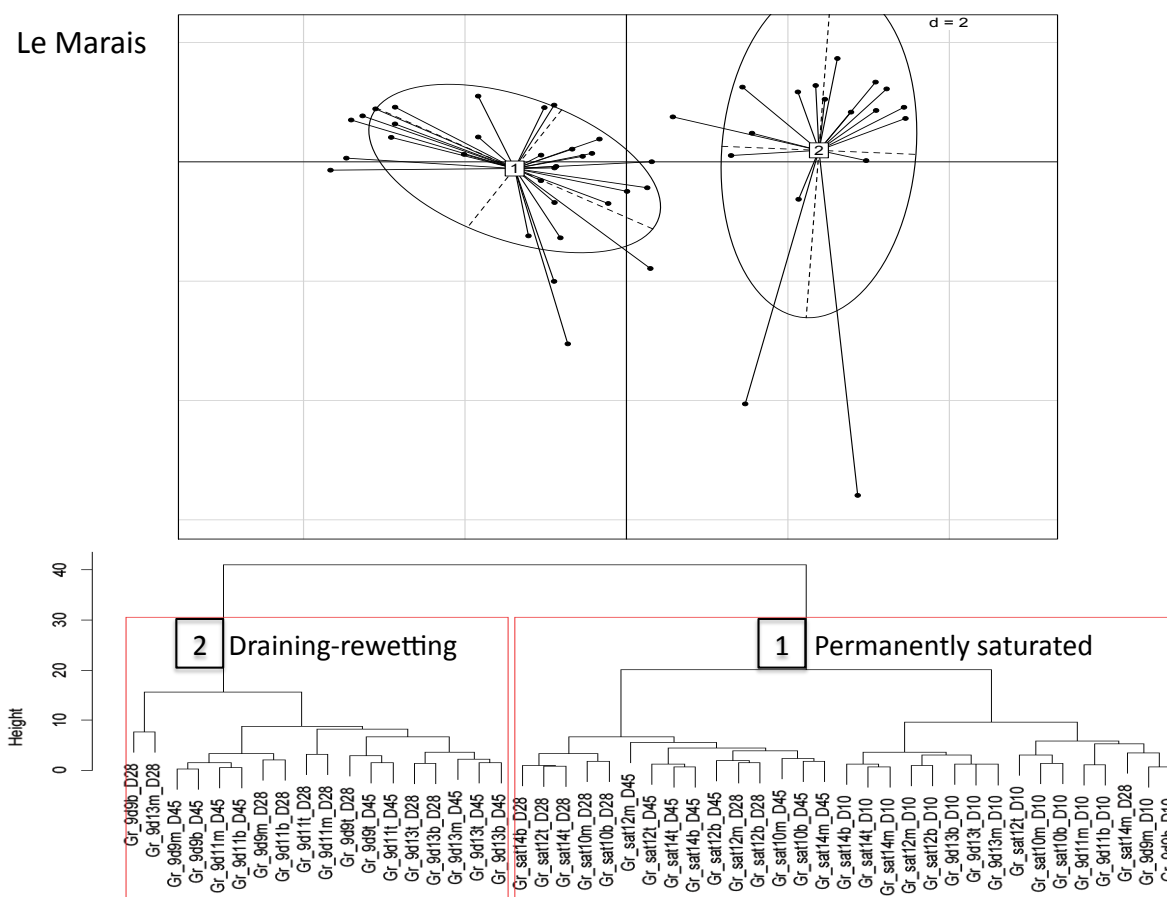 Le Marais
d = 2
1
2
40
30
20
10
0
Height
2 Draining-rewetting
1 Permanently saturated
Gr_9d9b_D28
Gr_9d13m_D28
Gr_9d9m_D45
Gr_9d9b_D45
Gr_9d11m_D45
Gr_9d11b_D45
Gr_9d9m_D28
Gr_9d11b_D28
Gr_9d11t_D28
Gr_9d11m_D28
Gr_9d9t_D28
Gr_9d9t_D45
Gr_9d11t_D45
Gr_9d13t_D28
Gr_9d13b_D28
Gr_9d13m_D45
Gr_9d13t_D45
Gr_9d13b_D45
Gr_sat14b_D28
Gr_sat12t_D28
Gr_sat14t_D28
Gr_sat10m_D28
Gr_sat10b_D28
Gr_sat12m_D45
Gr_sat12t_D45
Gr_sat14t_D45
Gr_sat14b_D45
Gr_sat12b_D45
Gr_sat12m_D28
Gr_sat12b_D28
Gr_sat10m_D45
Gr_sat10b_D45
Gr_sat14m_D45
Gr_sat14b_D10
Gr_sat14t_D10
Gr_sat14m_D10
Gr_sat12m_D10
Gr_sat12b_D10
Gr_9d13b_D10
Gr_9d13t_D10
Gr_9d13m_D10
Gr_sat12t_D10
Gr_sat10m_D10
Gr_sat10b_D10
Gr_9d11m_D10
Gr_9d11b_D10
Gr_sat14m_D28
Gr_9d9m_D10